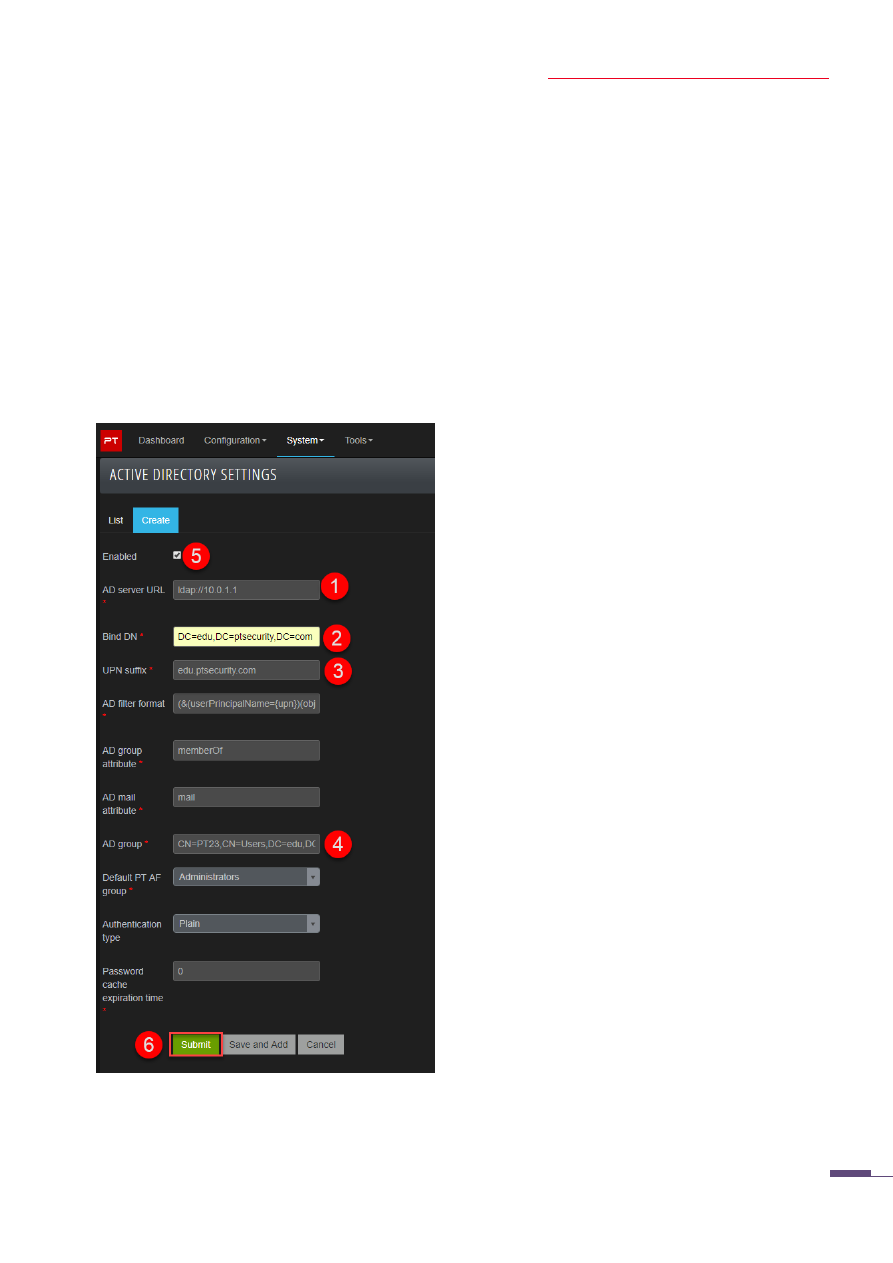 PT Dashboard Configuration System Tools
ACTIVE DIRECTORY SETTINGS
List Create
Enabled 5
AD server URL * ldap://10.0.1.1 1
Bind DN * DC=edu,DC=ptsecurity,DC=com 2
UPN suffix * edu.ptsecurity.com 3
AD filter format * (&(userPrincipalName={upn})(obj
AD group
attribute * memberOf
AD mail
attribute * mail
AD group * CN=PT23,CN=Users,DC=edu,DC 4
Default PT AF
group * Administrators
Authentication
type Plain
Password
cache
expiration time
* 0
6 Submit Save and Add Cancel